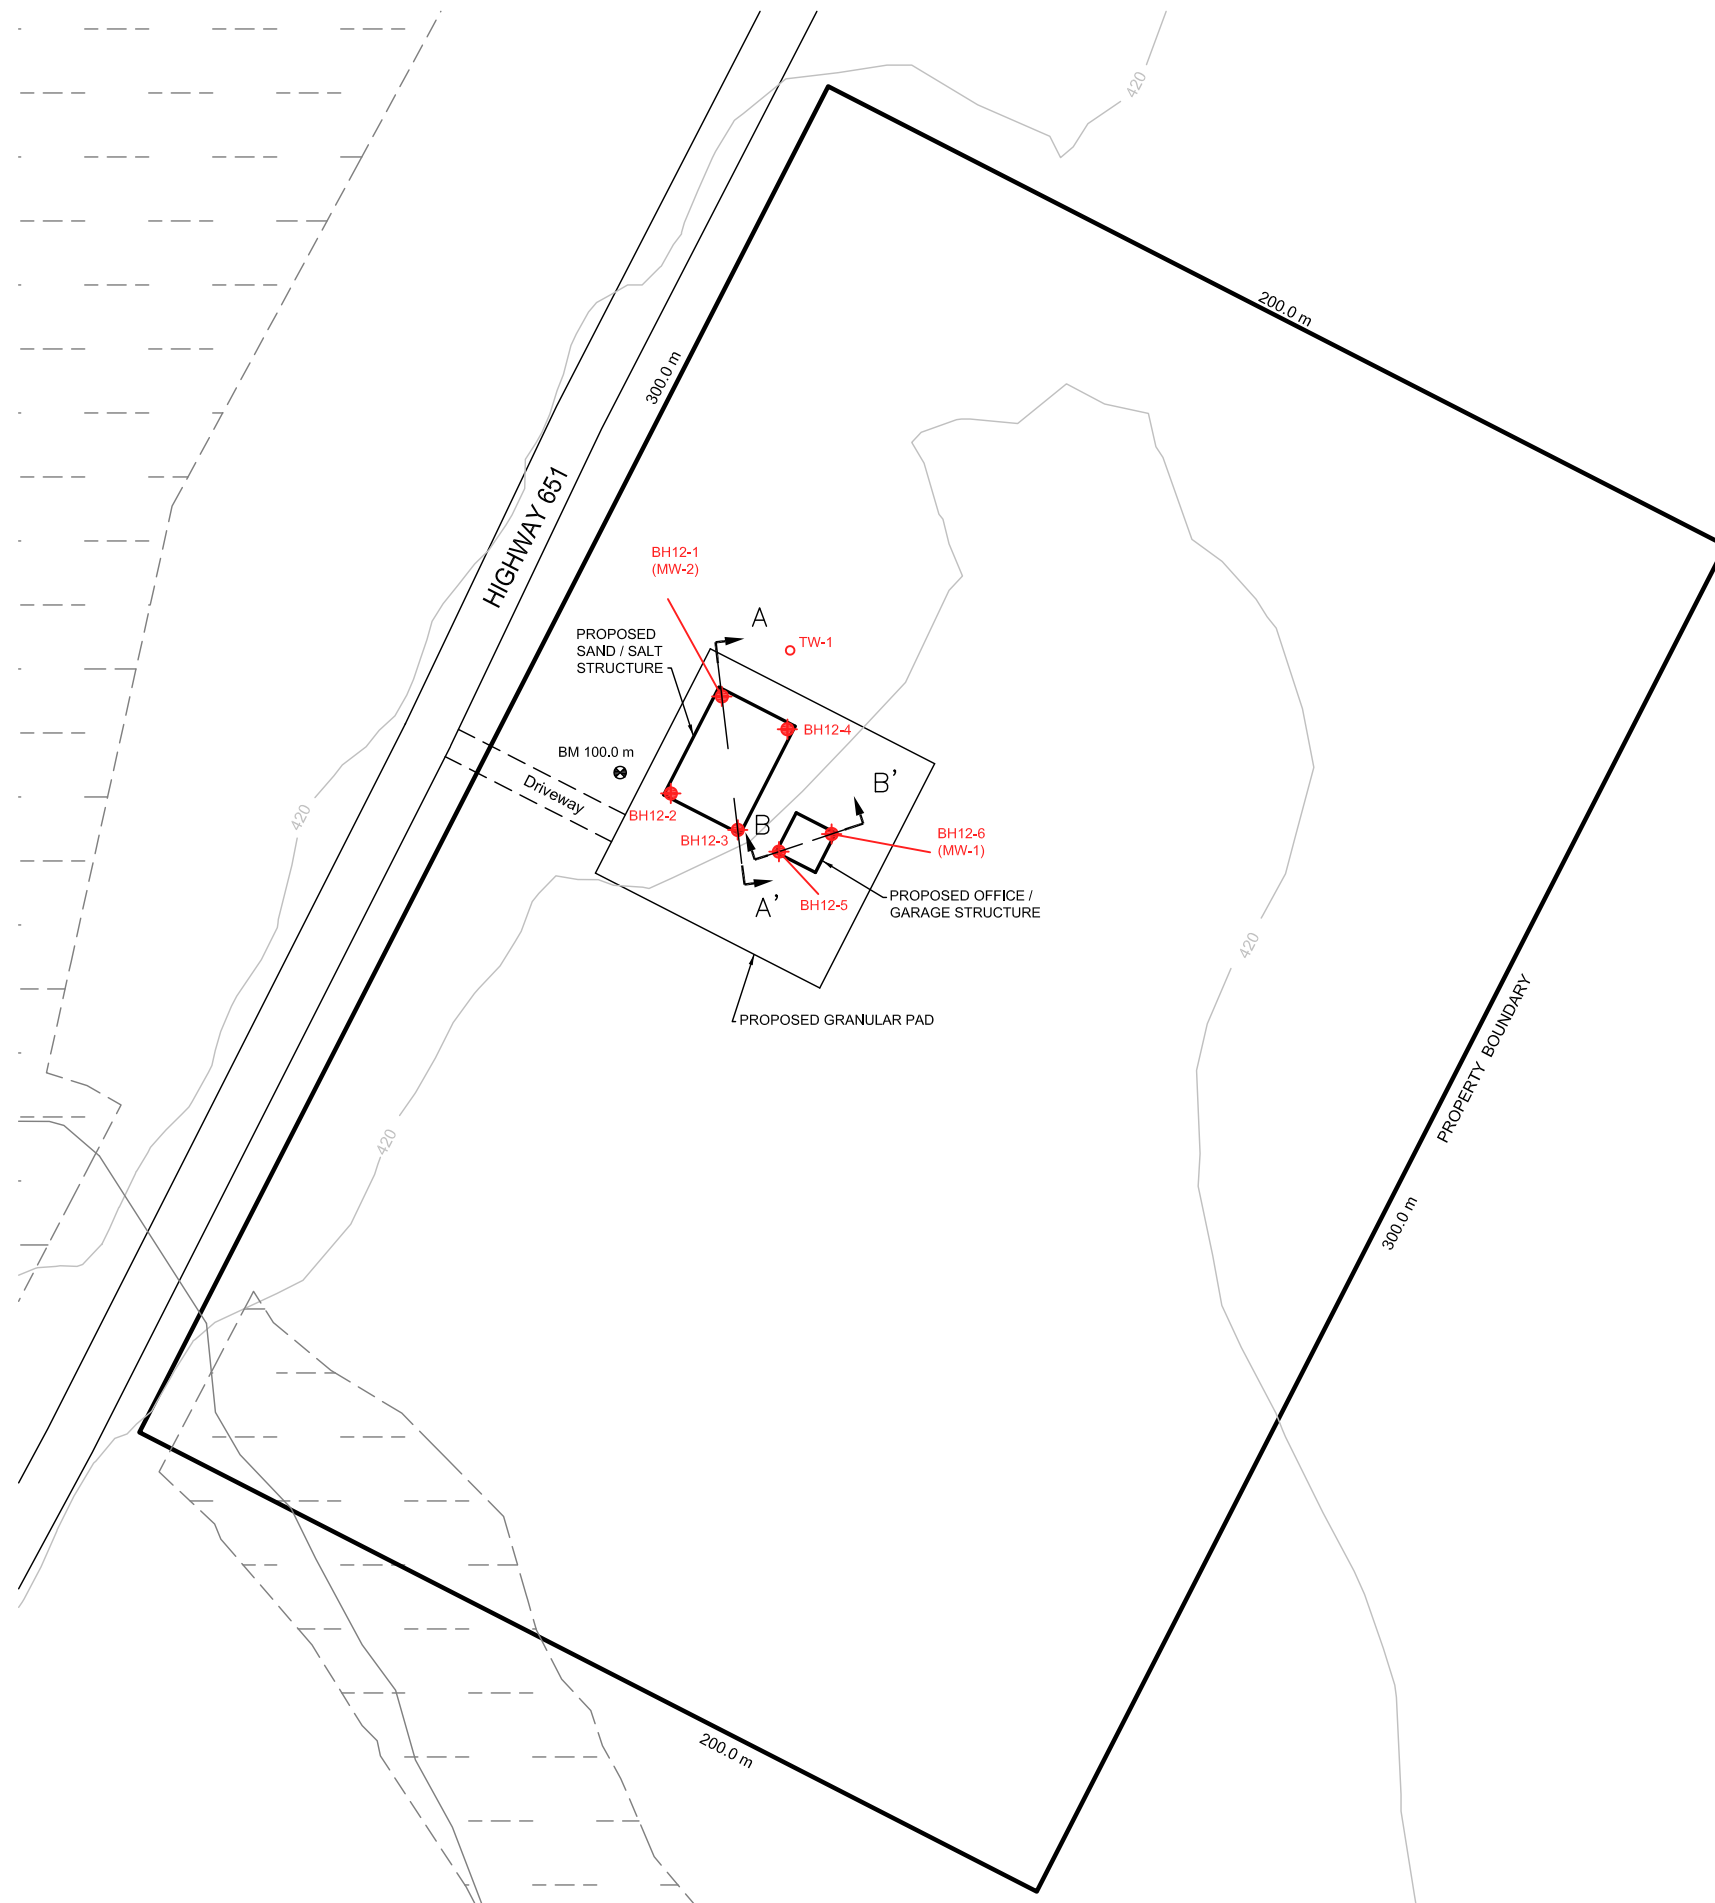 420
200.0 m
300.0 m
HIGHWAY 651
BH12-1
(MW-2)
A
TW-1
PROPOSED
SAND / SALT
STRUCTURE
BH12-4
BM 100.0 m
Driveway
B'
BH12-2
420
B
BH12-3
BH12-6
(MW-1)
PROPOSED OFFICE /
GARAGE STRUCTURE
BH12-5
A'
420
PROPOSED GRANULAR PAD
PROPERTY BOUNDARY
420
300.0 m
200.0 m